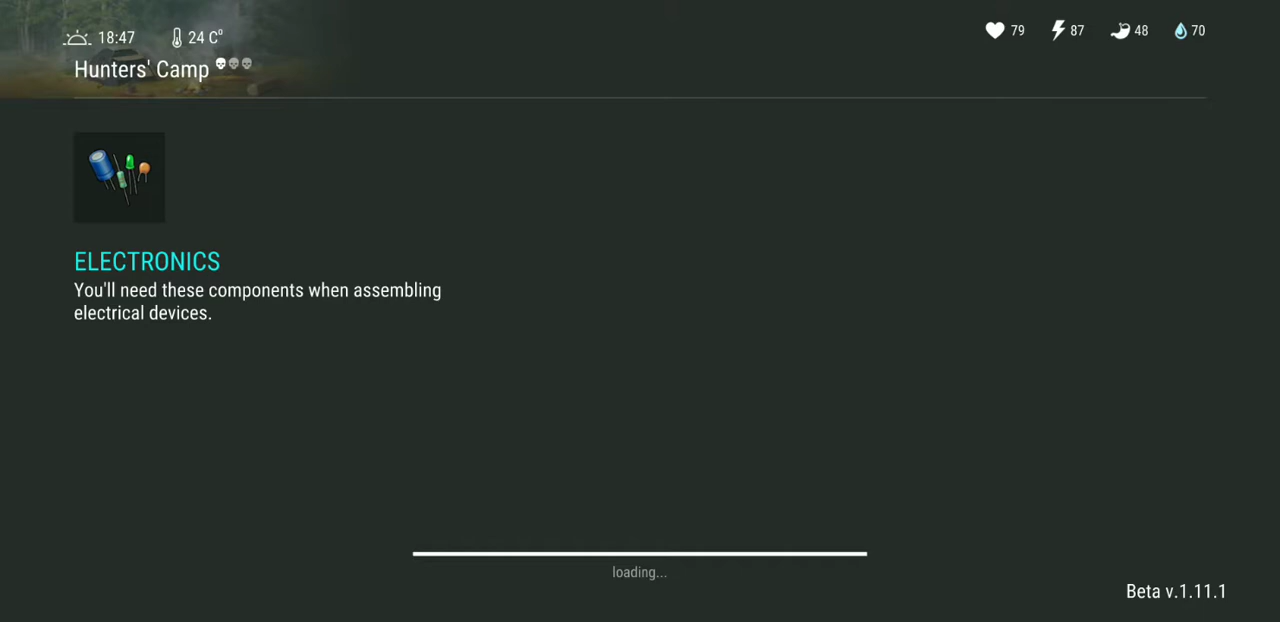 18:47 24 C°
79 87 48 70
Hunters' Camp
ELECTRONICS
You'll need these components when assembling
electrical devices.
loading...
Beta v.1.11.1